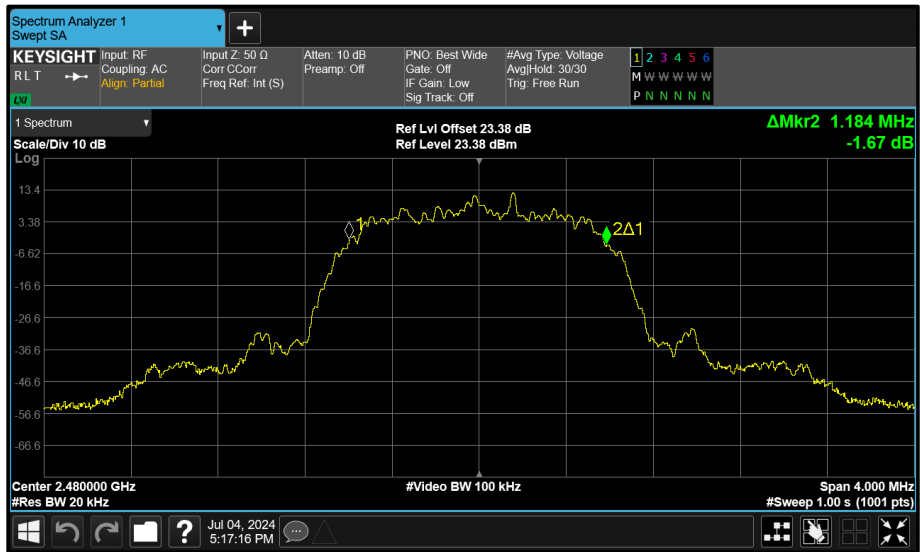 Spectrum Analyzer 1
Swept SA
+
KEYSIGHT
R L T
LXI
Input: RF
Coupling: AC
Align: Partial
Input Z: 50 Ω
Corr CCorr
Freq Ref: Int (S)
Atten: 10 dB
Preamp: Off
PNO: Best Wide
Gate: Off
IF Gain: Low
Sig Track: Off
#Avg Type: Voltage
Avg|Hold: 30/30
Trig: Free Run
1 2 3 4 5 6
M W W W W W
P N N N N N
1 Spectrum
Scale/Div 10 dB
Log
Ref Lvl Offset 23.38 dB
Ref Level 23.38 dBm
ΔMkr2 1.184 MHz
-1.67 dB
13.4
3.38
-6.62
-16.6
-26.6
-36.6
-46.6
-56.6
-66.6
1
2Δ1
Center 2.480000 GHz
#Res BW 20 kHz
#Video BW 100 kHz
Span 4.000 MHz
#Sweep 1.00 s (1001 pts)
?
Jul 04, 2024
5:17:16 PM